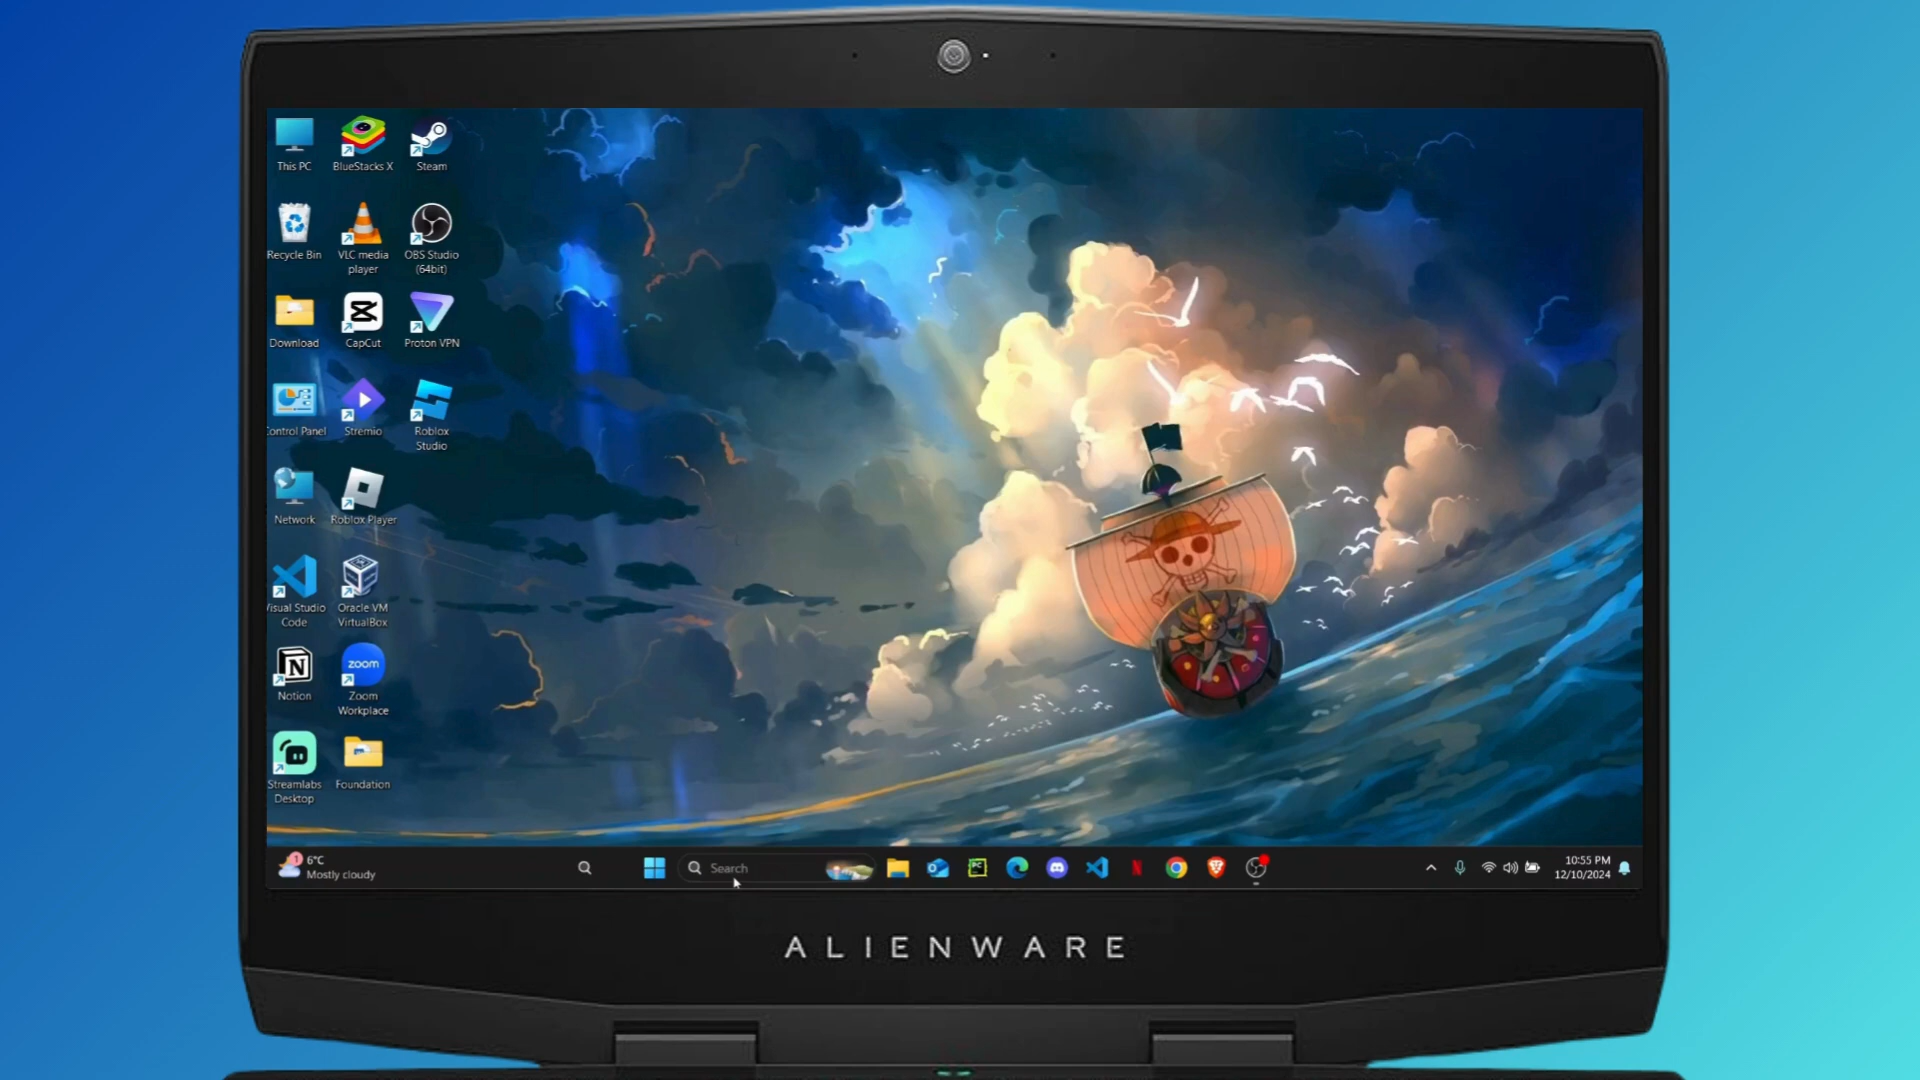 This PC
BlueStacks X
Steam
Recycle Bin
VLC media
player
OBS Studio
(64bit)
Download
CapCut
Proton VPN
Control Panel
Stremio
Roblox
Studio
Network
Roblox Player
Visual Studio
Code
Oracle VM
VirtualBox
N
Notion
zoom
Zoom
Workplace
Streamlabs
Desktop
Foundation
1
6°C
Mostly cloudy
Search
PC
N
10:55 PM
12/10/2024
ALIENWARE